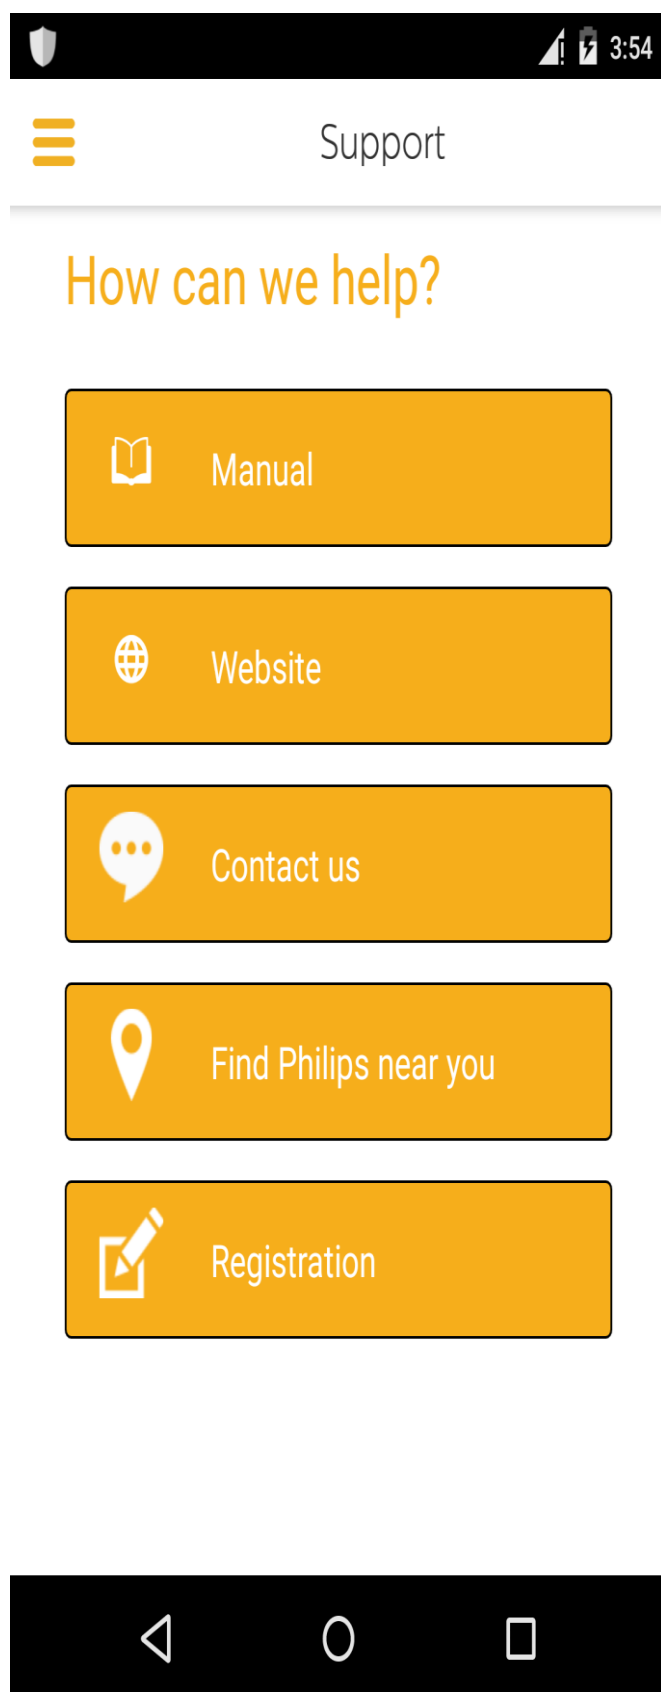 3:54
Support
How can we help?
Manual
Website
Contact us
Find Philips near you
Registration